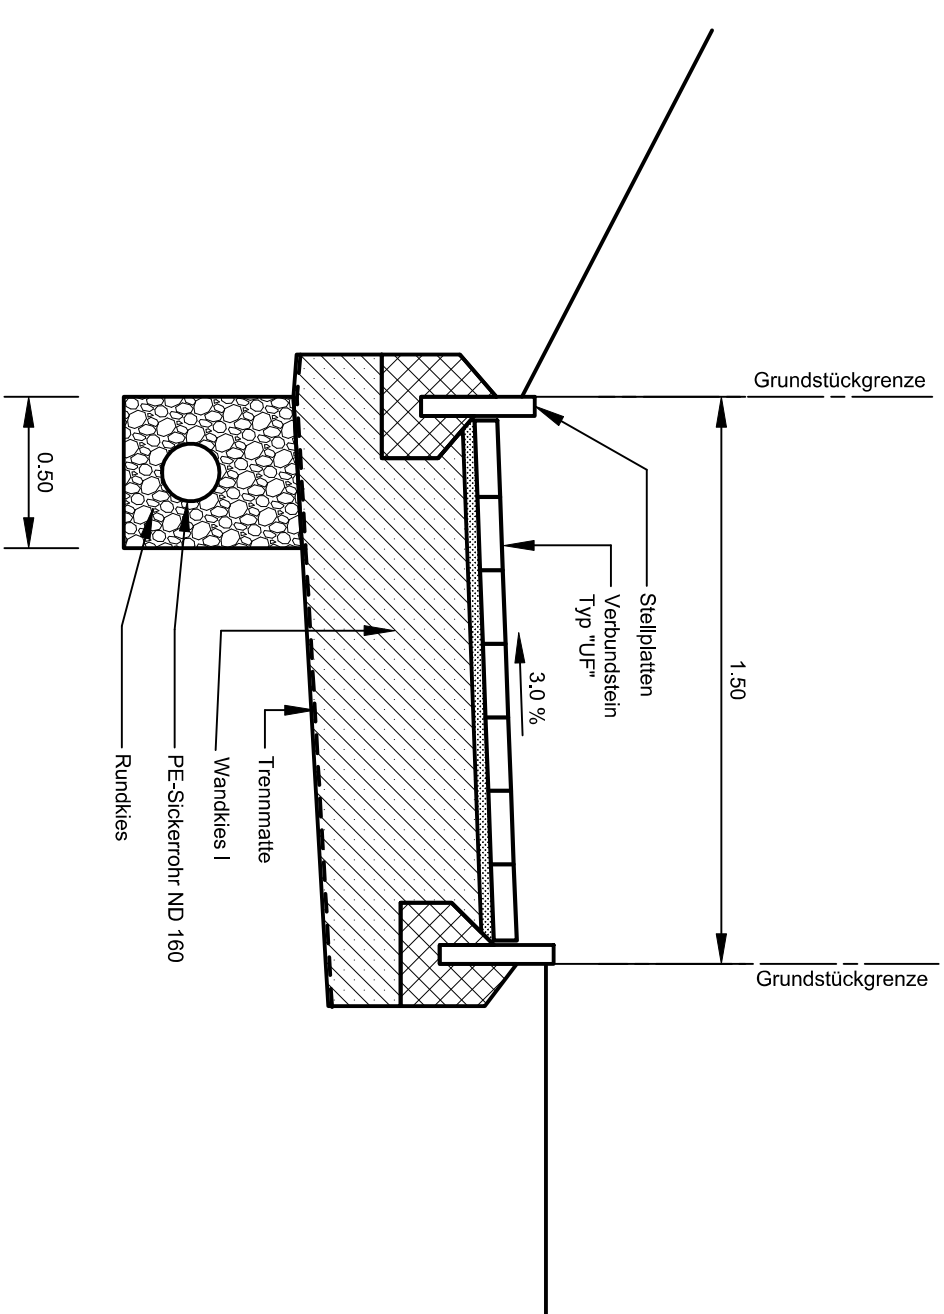 Grundstückgrenze
Grundstückgrenze
1.50
Stellplatten
Verbundstein
Typ "UF"
3.0 %
Trennmatte
Wandkies I
PE-Sickerrohr ND 160
Rundkies
0.50